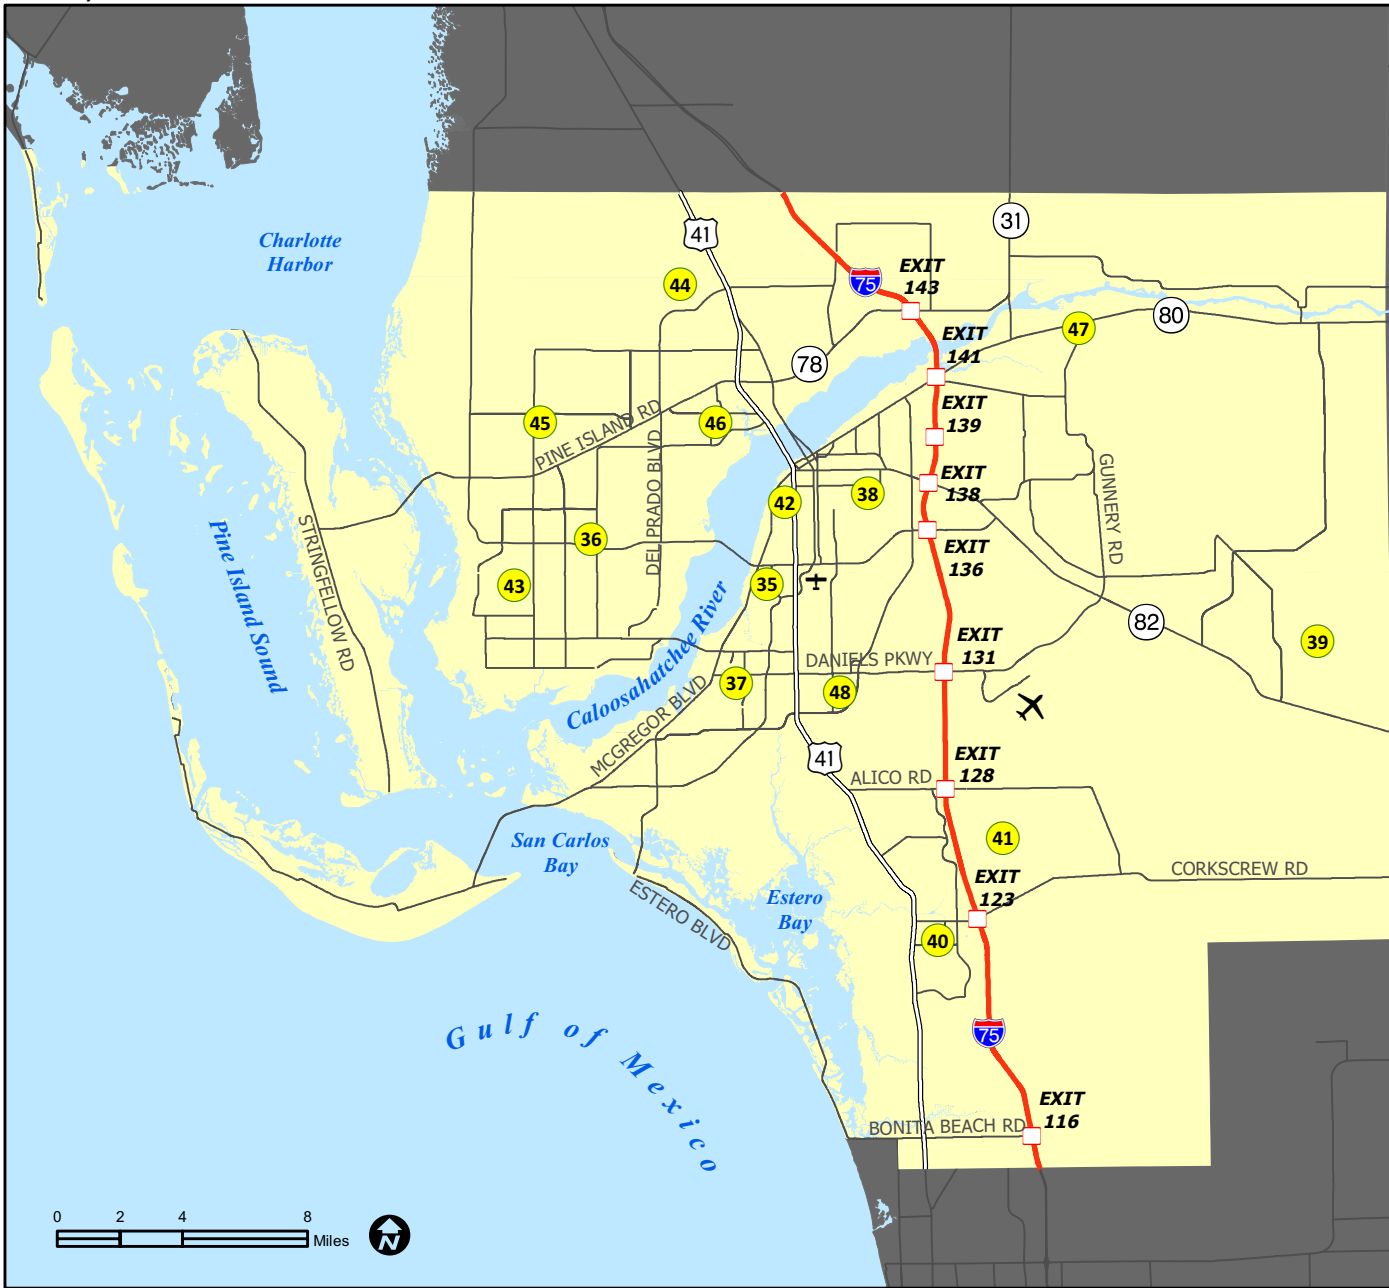 31
41
Charlotte
Harbor
EXIT
143
75
44
80
47
EXIT
141
78
45
PINE ISLAND RD
46
EXIT
139
DEL PRADO BLVD
GUNNERY RD
EXIT
138
38
42
STRINGFELLOW RD
Pine Island Sound
36
EXIT
136
43
35
Caloosahatchee River
82
39
EXIT
131
DANIELS PKWY
37
48
MCGREGOR BLVD
41
EXIT
128
ALICO RD
San Carlos
Bay
41
CORKSCREW RD
EXIT
123
ESTERO BLVD
Estero
Bay
40
Gulf of Mexico
75
EXIT
116
BONITA BEACH RD
0 2 4 8
Miles
N